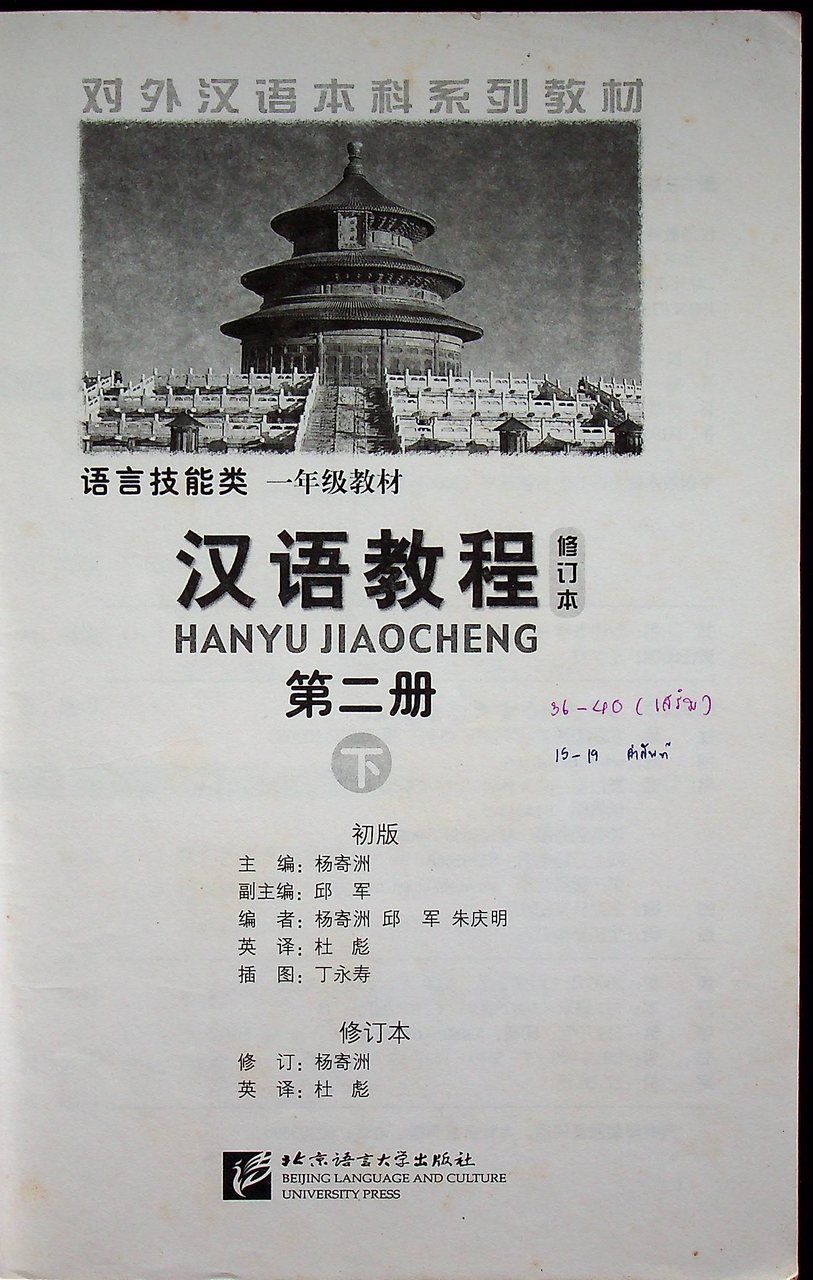 对外汉语本科系列教材
语言技能类 一年级教材
汉语教程 修订本
HANYU JIAOCHENG
第二册
36-40 (เสริม)
15-19 คำศัพท์
下
初版
主 编：杨寄洲
副主编：邱 军
编 者：杨寄洲 邱 军 朱庆明
英 译：杜 彪
插 图：丁永寿
修订本
修 订：杨寄洲
英 译：杜 彪
北京语言大学出版社
BEIJING LANGUAGE AND CULTURE
UNIVERSITY PRESS